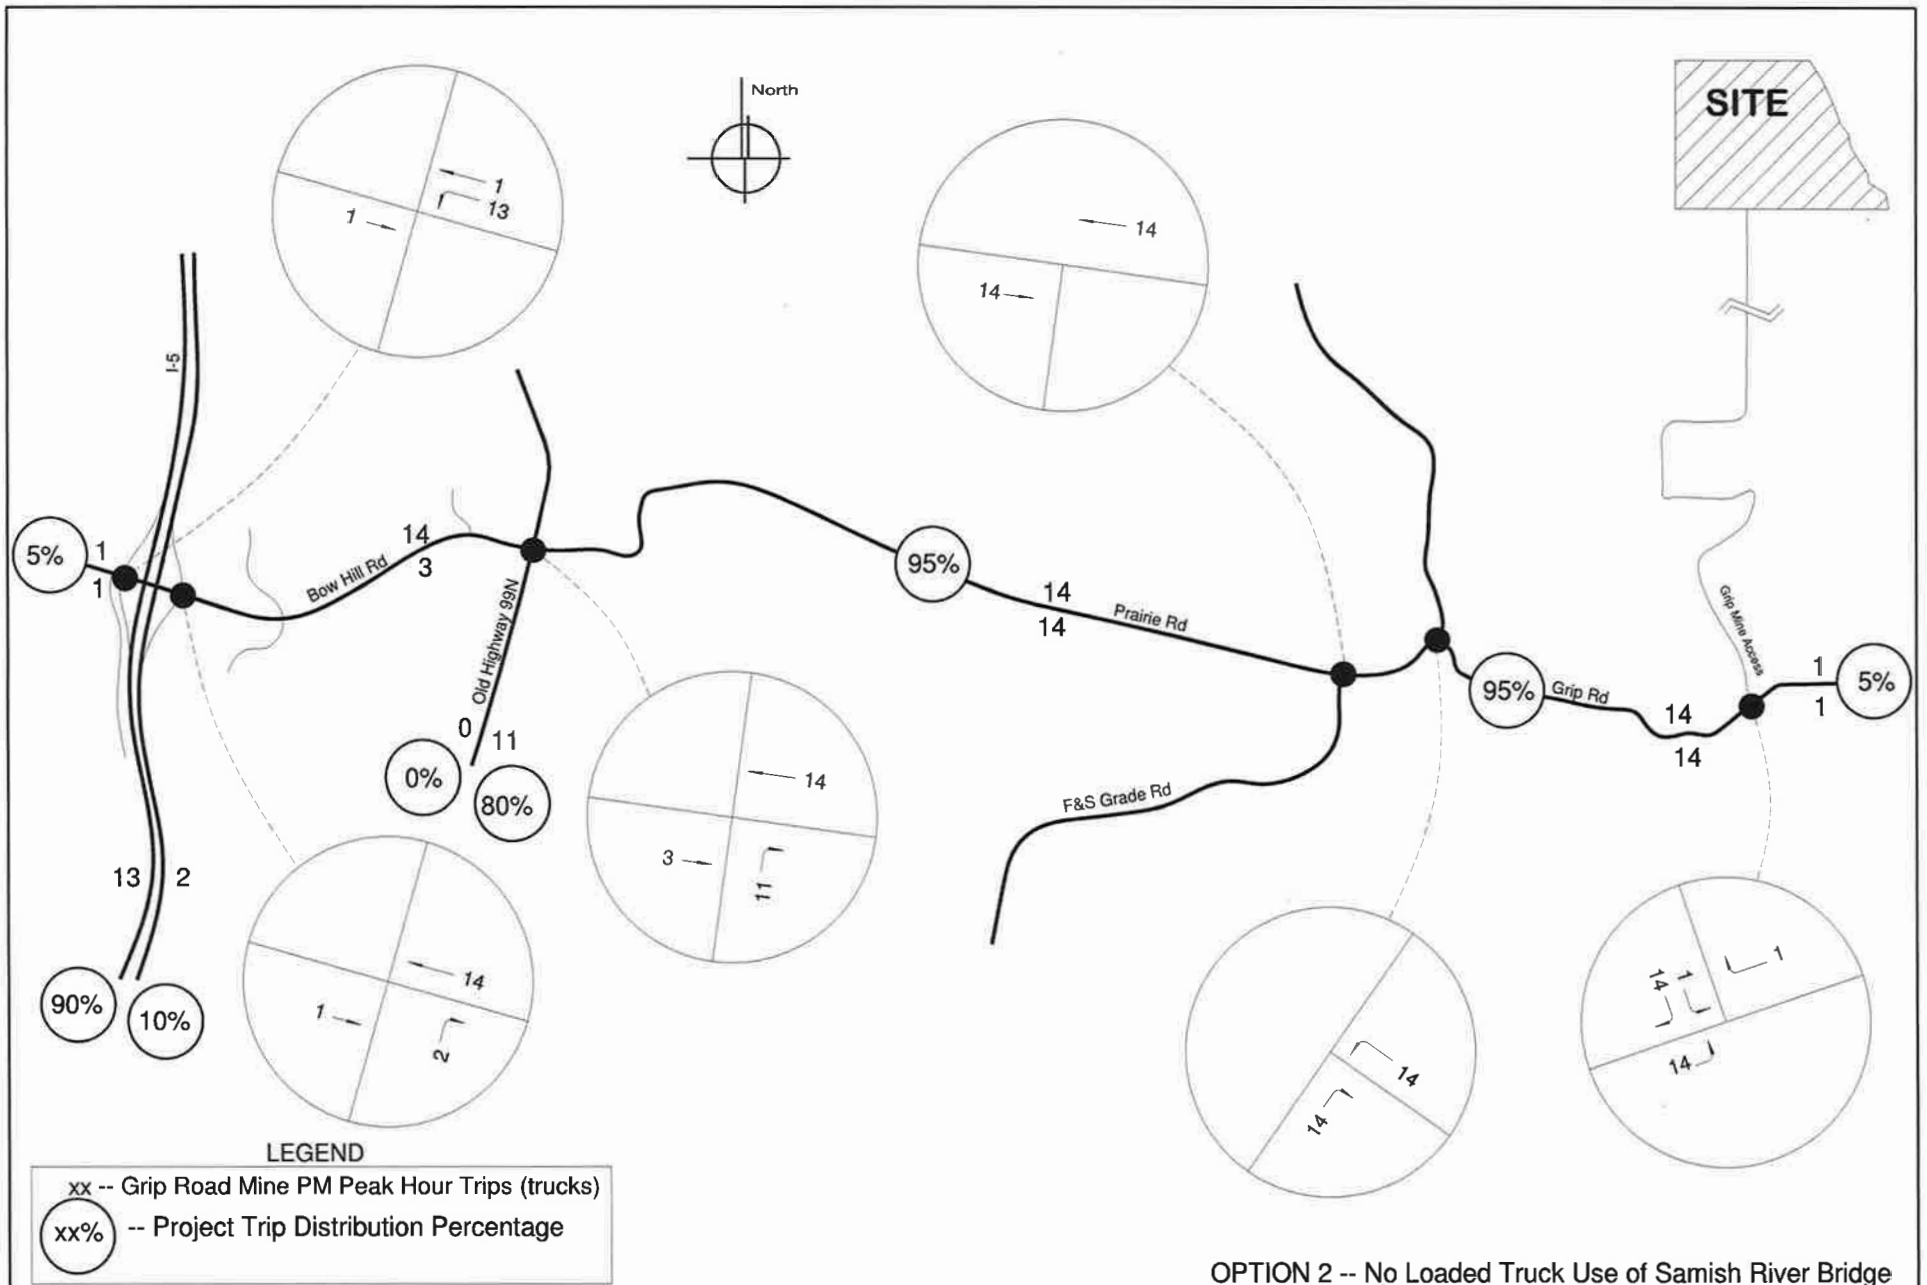 North
SITE
1
13
1
14
14
I-5
5%
1
1
14
3
Bow Hill Rd
95%
14
14
Prairie Rd
Old Highway 99N
0
11
0%
80%
95%
Grip Rd
14
14
Grip Mine Access
1
1
5%
F&S Grade Rd
14
3
11
13
2
90%
10%
14
1
2
14
14
1
14
1
14
LEGEND
xx -- Grip Road Mine PM Peak Hour Trips (trucks)
xx%
-- Project Trip Distribution Percentage
OPTION 2 -- No Loaded Truck Use of Samish River Bridge